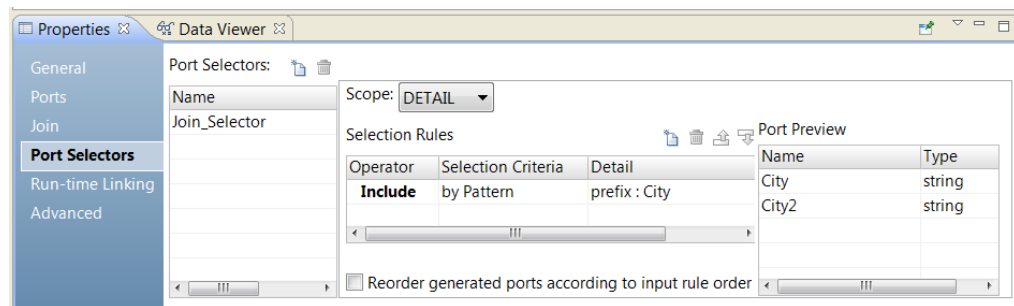 Properties Data Viewer
General
Ports
Join
Port Selectors
Run-time Linking
Advanced
Port Selectors:
Name
Join_Selector
Scope: DETAIL
Selection Rules
Operator Selection Criteria Detail
Include by Pattern prefix : City
Reorder generated ports according to input rule order
Port Preview
Name Type
City string
City2 string